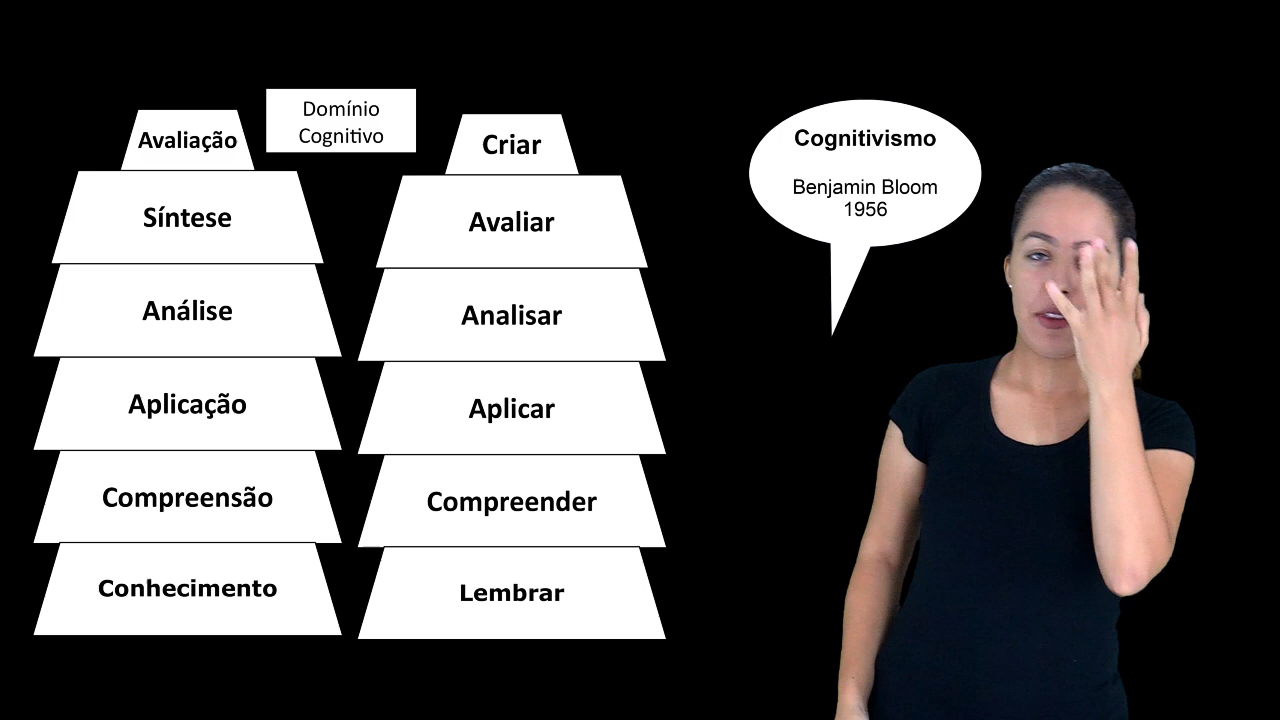 Domínio
Cognitivo
Avaliação
Síntese
Análise
Aplicação
Compreensão
Conhecimento
Criar
Avaliar
Analisar
Aplicar
Compreender
Lembrar
Cognitivismo
Benjamin Bloom
1956